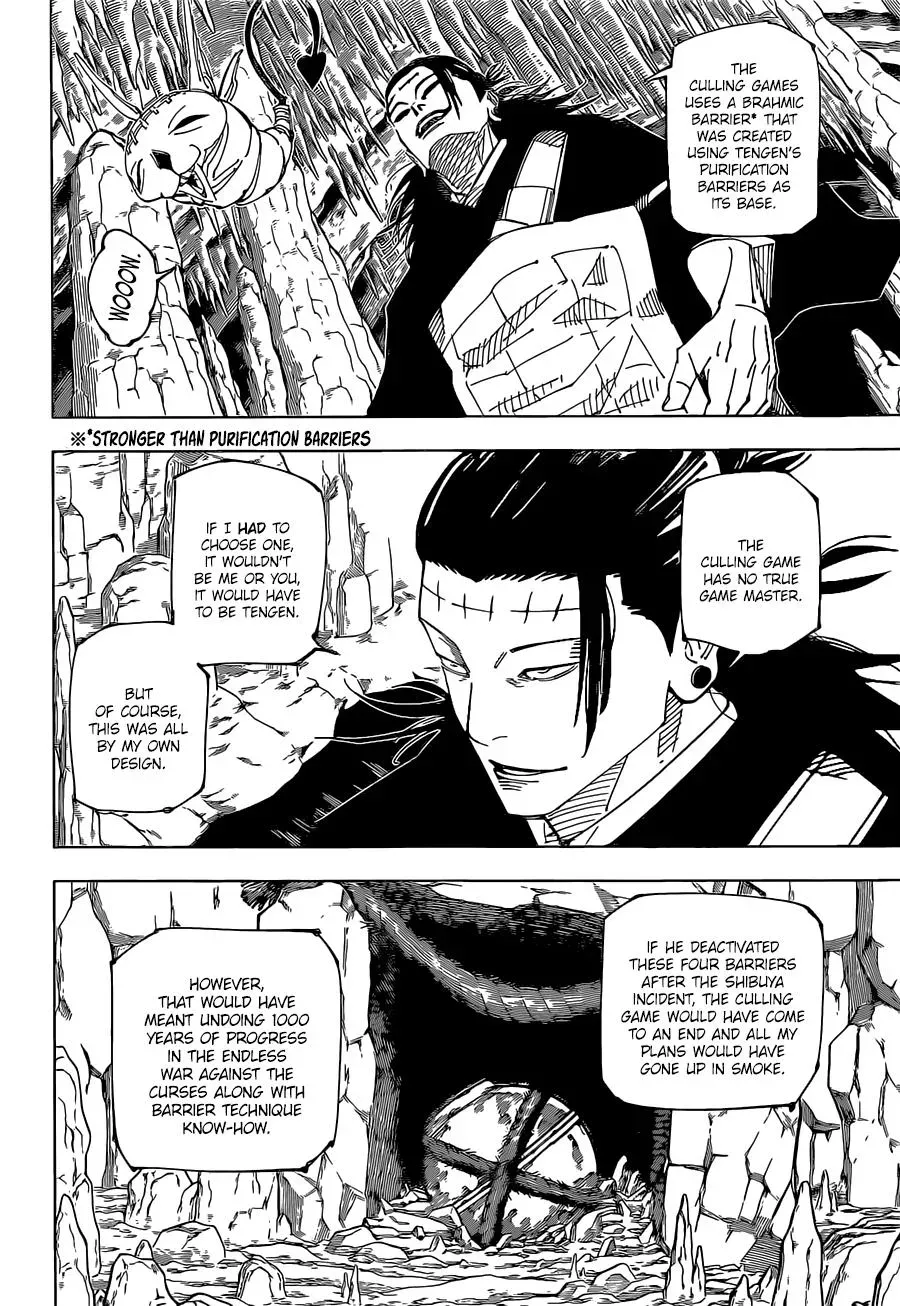 THE
CULLING GAMES
USES A BRAHMIC
BARRIER* THAT
WAS CREATED
USING TENGEN'S
PURIFICATION
BARRIERS AS
ITS BASE.
MOOOW.
※*STRONGER THAN PURIFICATION BARRIERS
THE
CULLING GAME
HAS NO TRUE
GAME MASTER.
IF I HAD TO
CHOOSE ONE,
IT WOULDN'T
BE ME OR YOU,
IT WOULD HAVE
TO BE TENGEN.
BUT
OF COURSE,
THIS WAS ALL
BY MY OWN
DESIGN.
IF HE DEACTIVATED
THESE FOUR BARRIERS
AFTER THE SHIBUYA
INCIDENT, THE CULLING
GAME WOULD HAVE COME
TO AN END AND ALL MY
PLANS WOULD HAVE
GONE UP IN SMOKE.
HOWEVER,
THAT WOULD HAVE
MEANT UNDOING 1000
YEARS OF PROGRESS
IN THE ENDLESS
WAR AGAINST THE
CURSES ALONG WITH
BARRIER TECHNIQUE
KNOW-HOW.